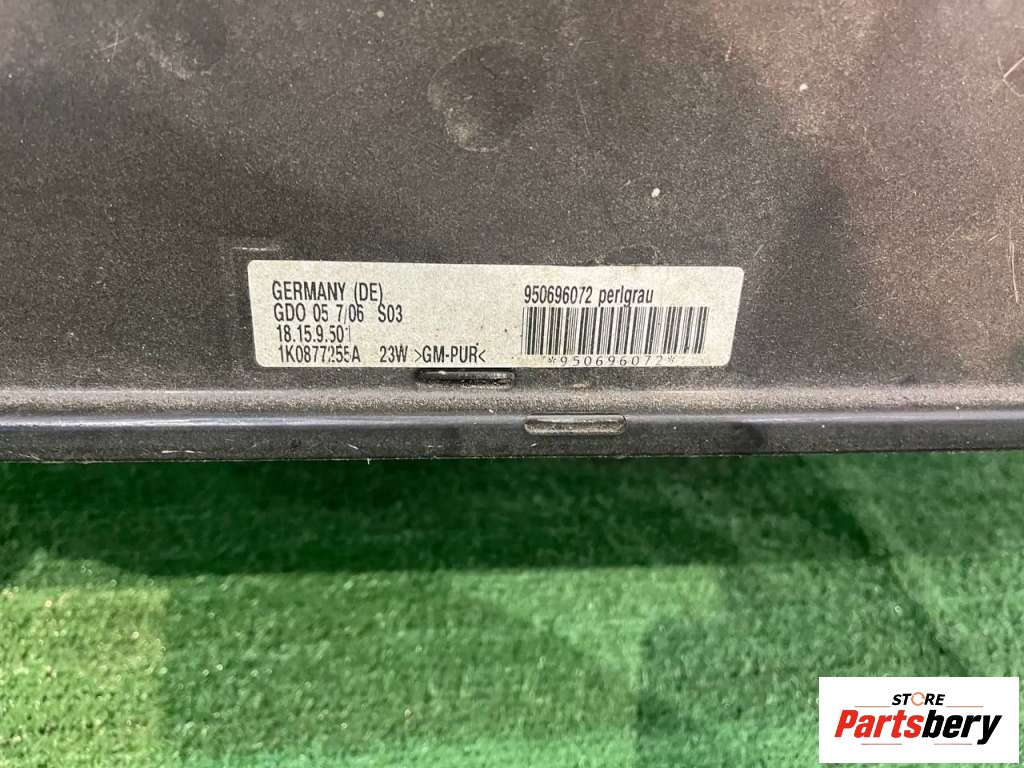 GERMANY (DE)
GDO 05 7/06 S03
18.15.9.501
1K0877255A 23W >GM-PUR<
950696072 perlgrau
*950696072*
STORE
Partsbery